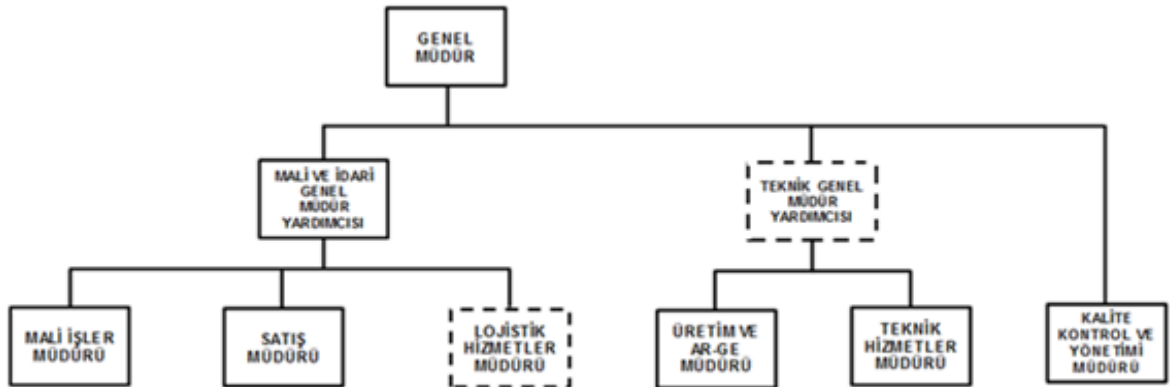 GENEL
MÜDÜR
MALİ VE İDARİ
GENEL
MÜDÜR
YARDIMCISI
TEKNİK GENEL
MÜDÜR
YARDIMCISI
MALİ İŞLER
MÜDÜRÜ
SATIŞ
MÜDÜRÜ
LOJİSTİK
HİZMETLER
MÜDÜRÜ
ÜRETİM VE
AR-GE
MÜDÜRÜ
TEKNİK
HİZMETLER
MÜDÜRÜ
KALİTE
KONTROL VE
YÖNETİMİ
MÜDÜRÜ